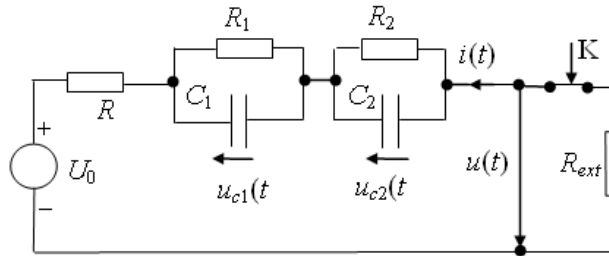 R₁
R₂
i(t)
K
R
C₁
C₂
+
U₀
−
u(t)
R_ext
u_c1(t
u_c2(t